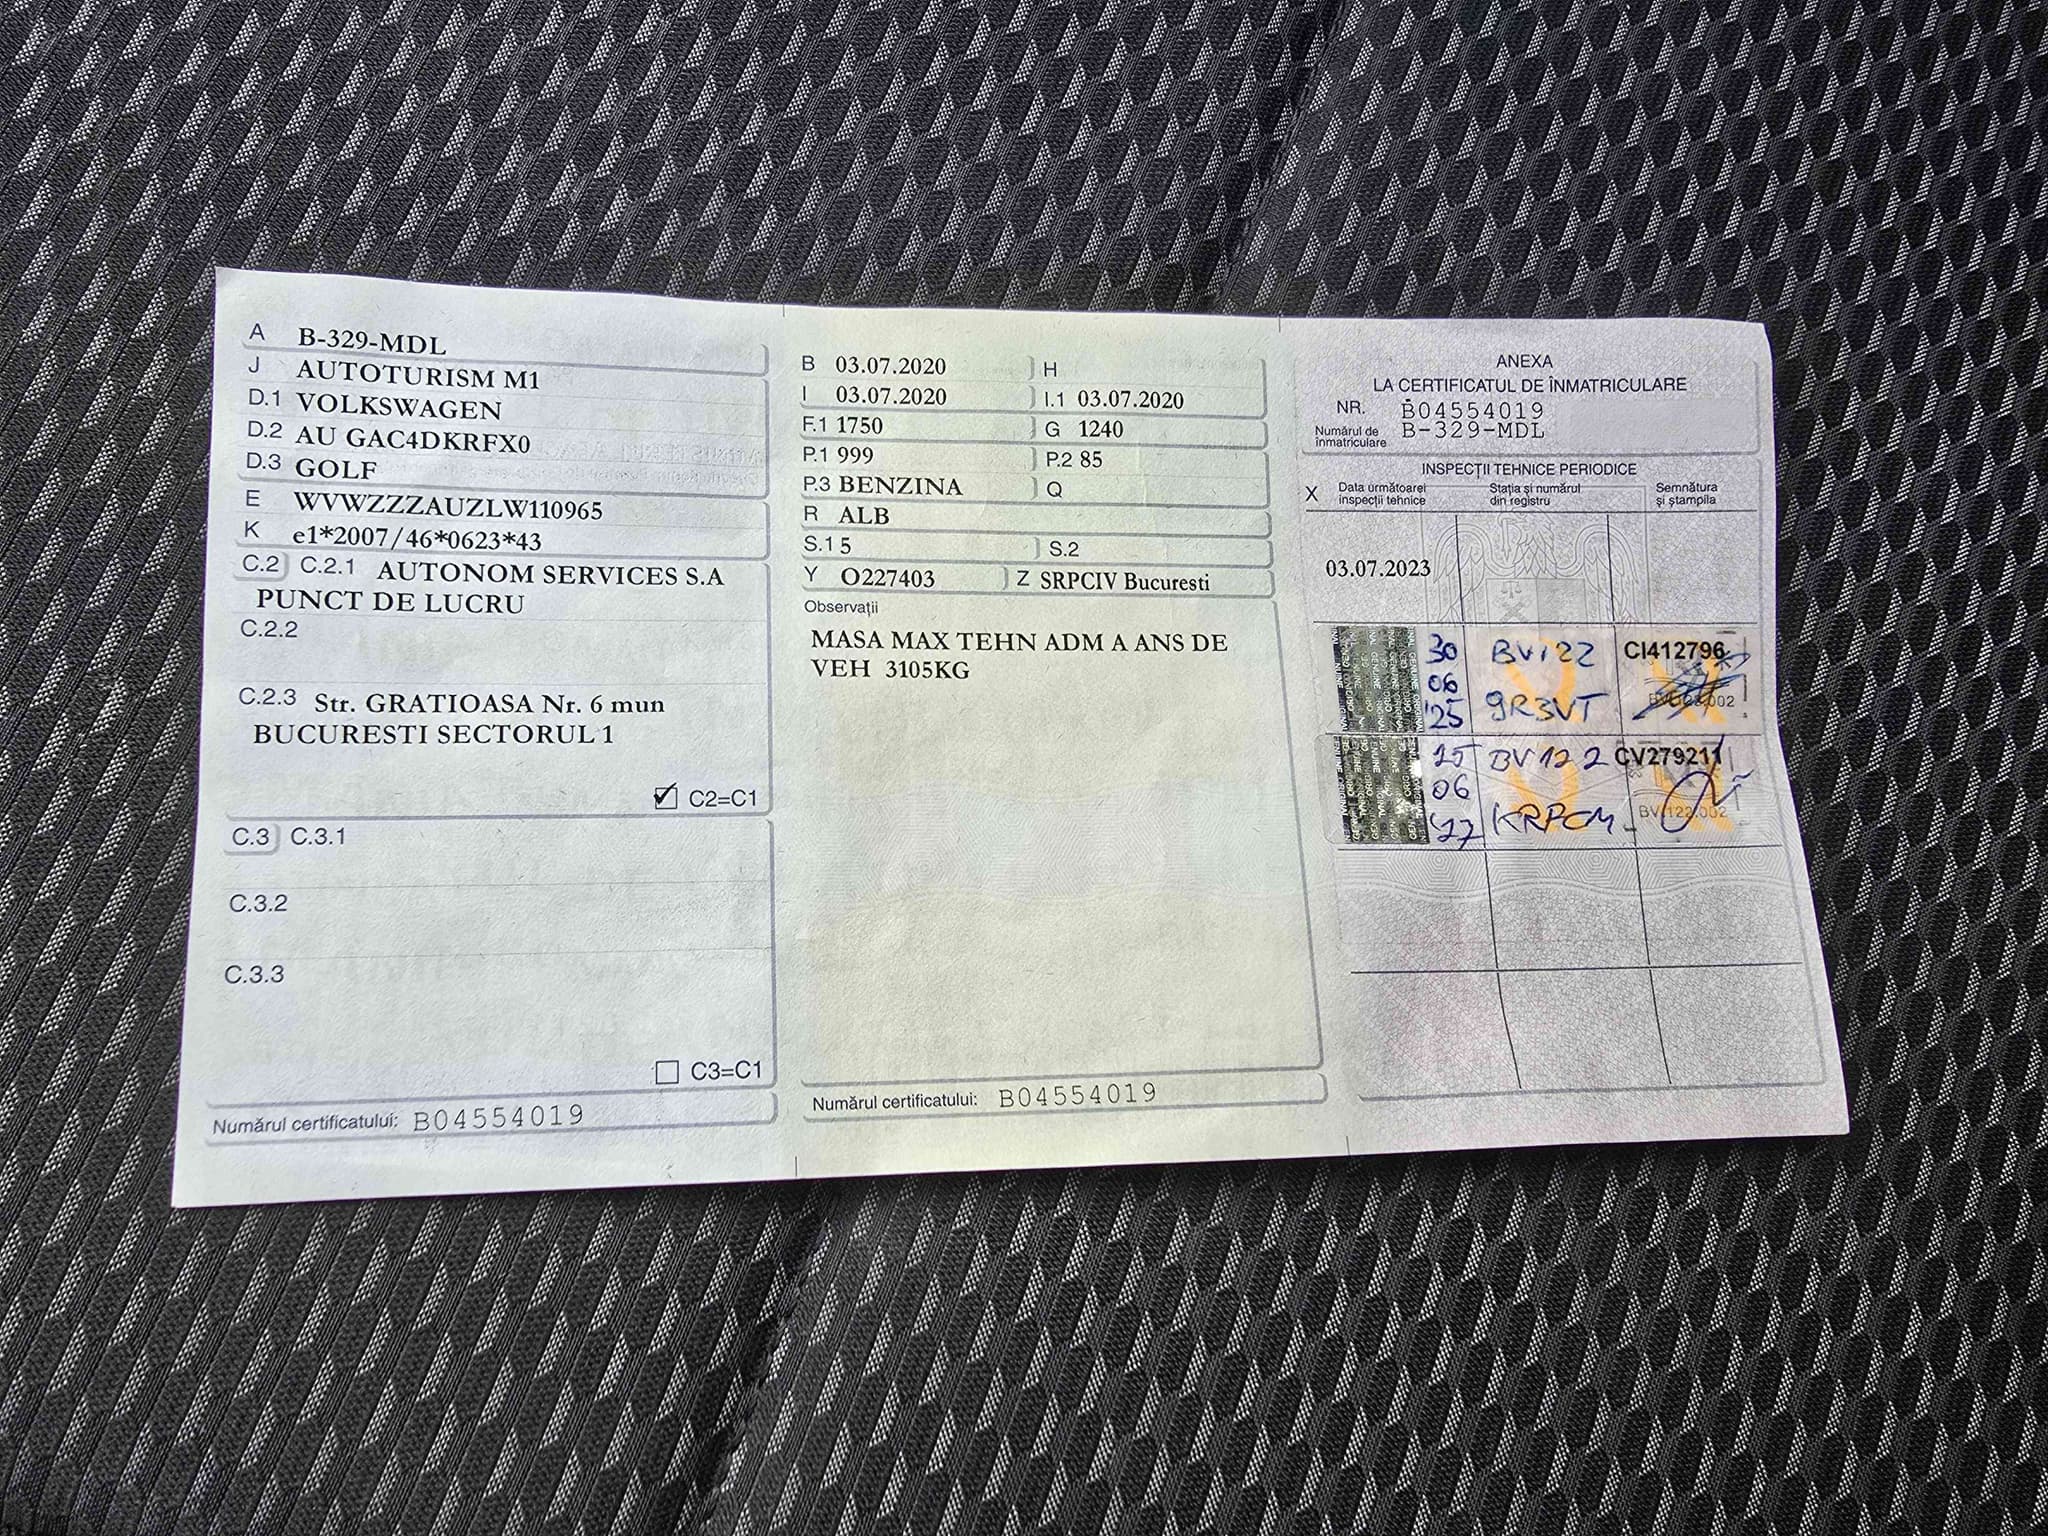 A B-329-MDL
J AUTOTURISM M1
D.1 VOLKSWAGEN
D.2 AU GAC4DKRFX0
D.3 GOLF
E WVWZZZAUZLW110965
K e1*2007/46*0623*43
C.2 C.2.1 AUTONOM SERVICES S.A
PUNCT DE LUCRU
C.2.2
C.2.3 Str. GRATIOASA Nr. 6 mun
BUCURESTI SECTORUL 1
C2=C1
C.3 C.3.1
C.3.2
C.3.3
C3=C1
Numărul certificatului: B04554019
B 03.07.2020 H
I 03.07.2020 I.1 03.07.2020
F.1 1750 G 1240
P.1 999 P.2 85
P.3 BENZINA Q
R ALB
S.1 5 S.2
Y O227403 Z SRPCIV Bucuresti
Observații
MASA MAX TEHN ADM A ANS DE
VEH 3105KG
Numărul certificatului: B04554019
ANEXA
LA CERTIFICATUL DE ÎNMATRICULARE
NR. B04554019
Numărul de înmatriculare B-329-MDL
INSPECȚII TEHNICE PERIODICE
X Data următoarei Stația și numărul Semnătura
inspecții tehnice din registru și ștampila
03.07.2023
30 BV122 CI412796
06
'25 9R3VT
15 BV122 CV279211
06 BV.122.002
'27 KRPCM